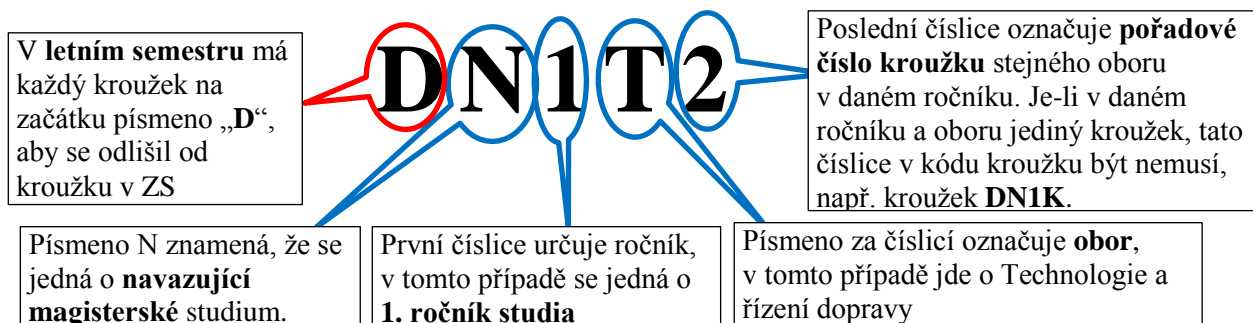 V letním semestru má
každý kroužek na
začátku písmeno „D“,
aby se odlišil od
kroužku v ZS
DN1T2
Poslední číslice označuje pořadové
číslo kroužku stejného oboru
v daném ročníku. Je-li v daném
ročníku a oboru jediný kroužek, tato
číslice v kódu kroužku být nemusí,
např. kroužek DN1K.
Písmeno N znamená, že se
jedná o navazující
magisterské studium.
První číslice určuje ročník,
v tomto případě se jedná o
1. ročník studia
Písmeno za číslicí označuje obor,
v tomto případě jde o Technologie a
řízení dopravy